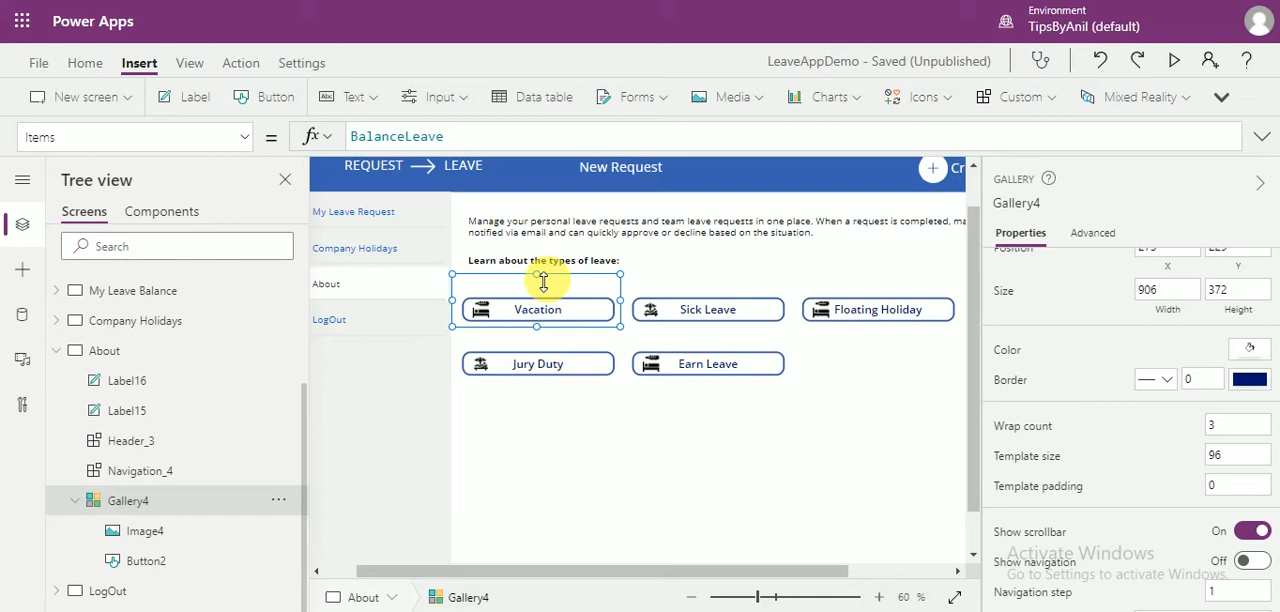 Power Apps
Environment
TipsByAnil (default)
File Home Insert View Action Settings
LeaveAppDemo - Saved (Unpublished)
New screen Label Button Text Input Data table Forms Media Charts Icons Custom Mixed Reality
Items = fx BalanceLeave
Tree view
Screens Components
Search
My Leave Balance
Company Holidays
About
Label16
Label15
Header_3
Navigation_4
Gallery4
Image4
Button2
LogOut
REQUEST LEAVE New Request Cr
My Leave Request
Company Holidays
About
LogOut
Manage your personal leave requests and team leave requests in one place. When a request is completed, ma
notified via email and can quickly approve or decline based on the situation.
Learn about the types of leave:
Vacation Sick Leave Floating Holiday
Jury Duty Earn Leave
About Gallery4 60 %
GALLERY
Gallery4
Properties Advanced
Position
X Y
Size 906 372
Width Height
Color
Border 0
Wrap count 3
Template size 96
Template padding 0
Show scrollbar On
Show navigation Off
Navigation step 1
Activate Windows
Go to Settings to activate Windows.